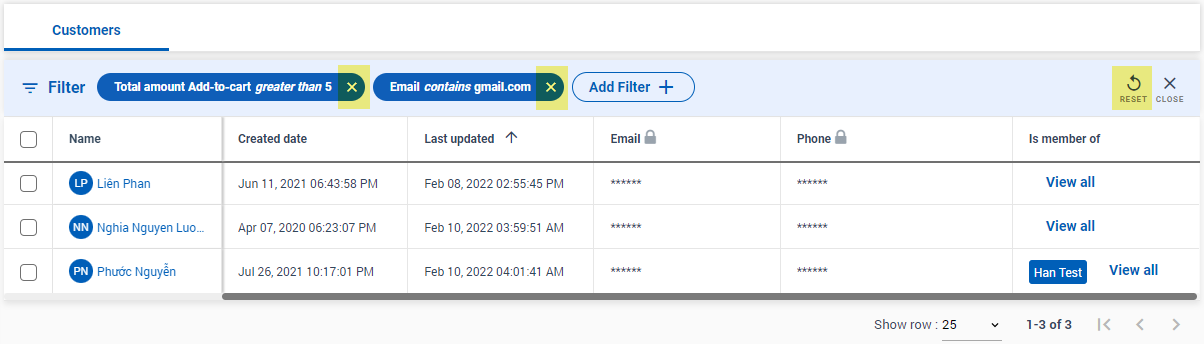 Customers
Filter Total amount Add-to-cart greater than 5 Email contains gmail.com Add Filter RESET CLOSE
Name Created date Last updated Email Phone Is member of
LP Liên Phan Jun 11, 2021 06:43:58 PM Feb 08, 2022 02:55:45 PM ****** ****** View all
NN Nghia Nguyen Luo... Apr 07, 2020 06:23:07 PM Feb 10, 2022 03:59:51 AM ****** ****** View all
PN Phước Nguyễn Jul 26, 2021 10:17:01 PM Feb 10, 2022 04:01:41 AM ****** ****** Han Test View all
Show row : 25 1-3 of 3